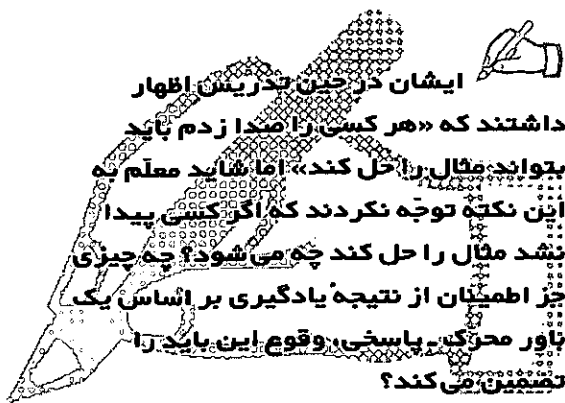 ایشان در حین تدریس اظهار
داشتند که «هر کسی را صدا زدم باید
بتواند مثال را حل کند» اما شاید معلّم به
این نکته توجّه نکردند که اگر کسی پیدا
نشد مثال را حل کند چه می‌شود؟ چه چیزی
جز اطمینان از نتیجهٔ یادگیری بر اساس یک
باور محرک ـ پاسخی، وقوع این باید را
تضمین می‌کند؟